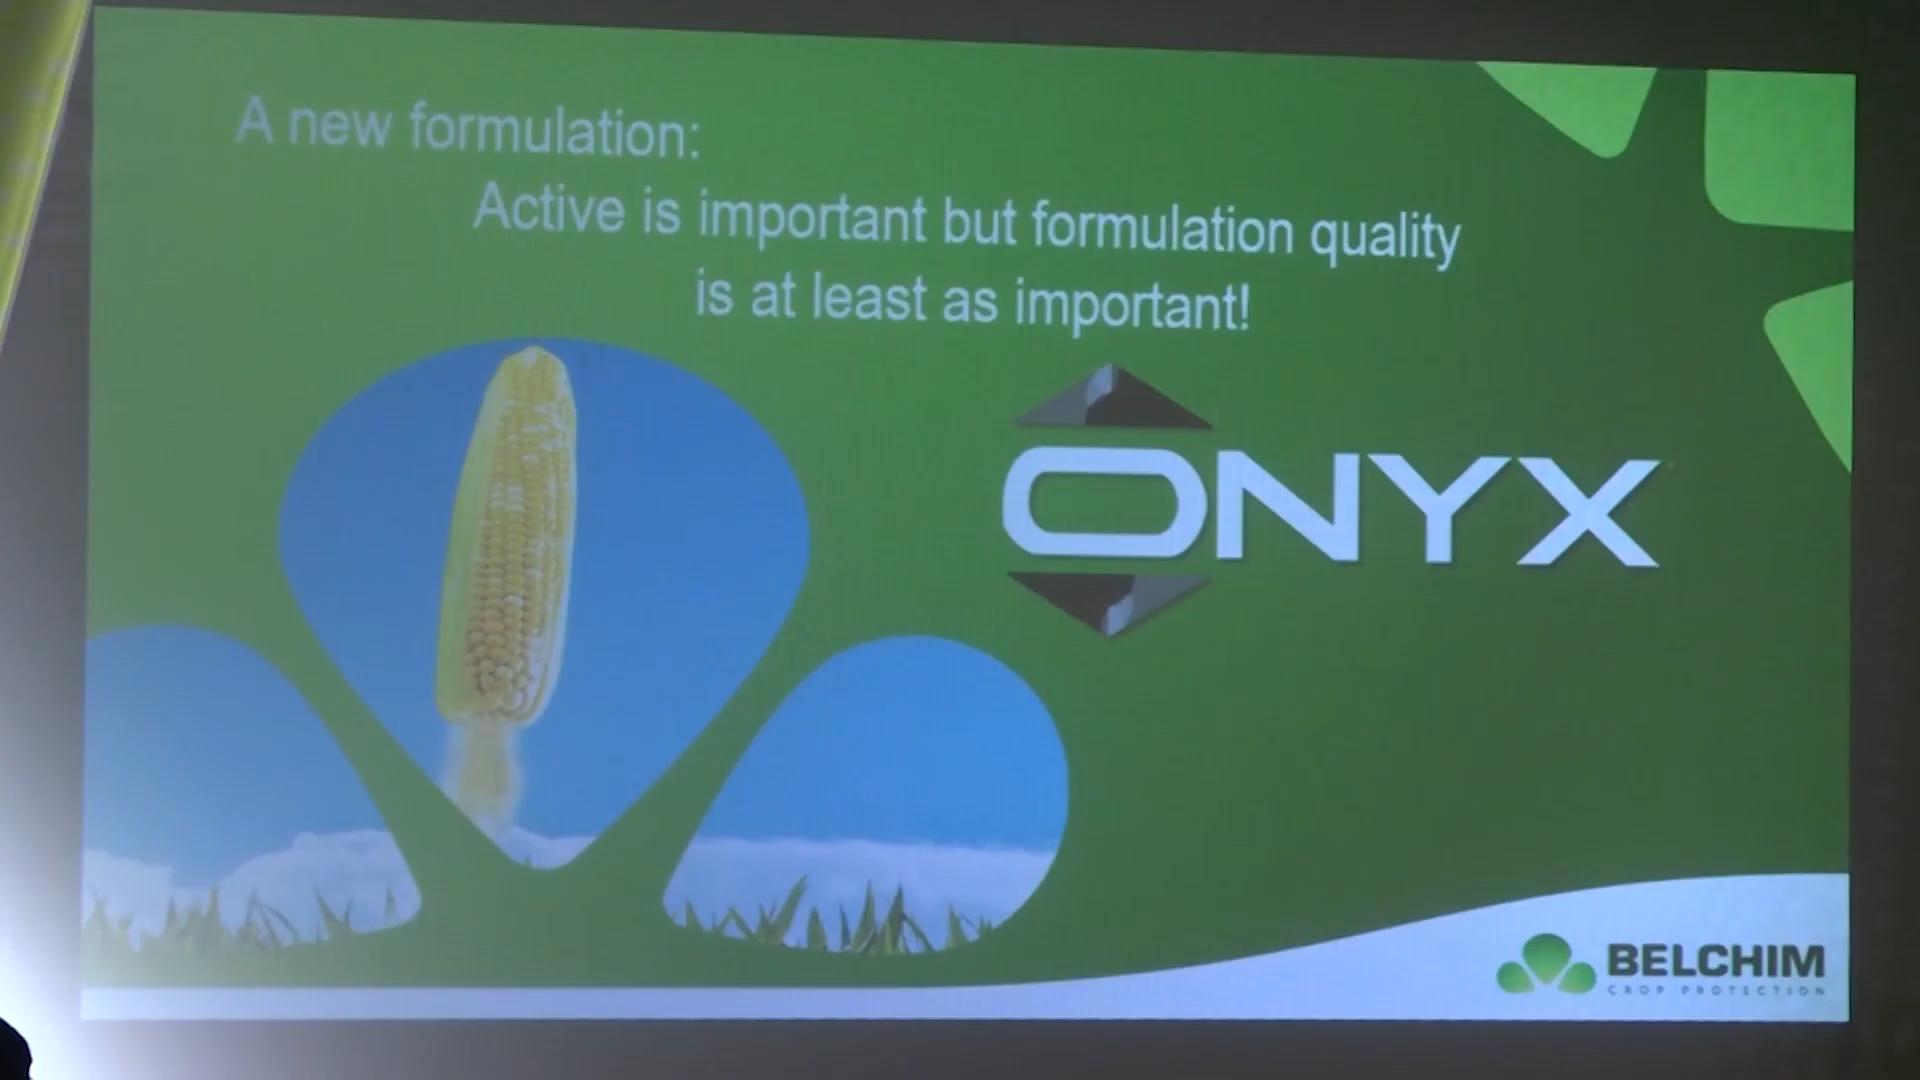 A new formulation:
Active is important but formulation quality
is at least as important!
ONYX
BELCHIM
CROP PROTECTION